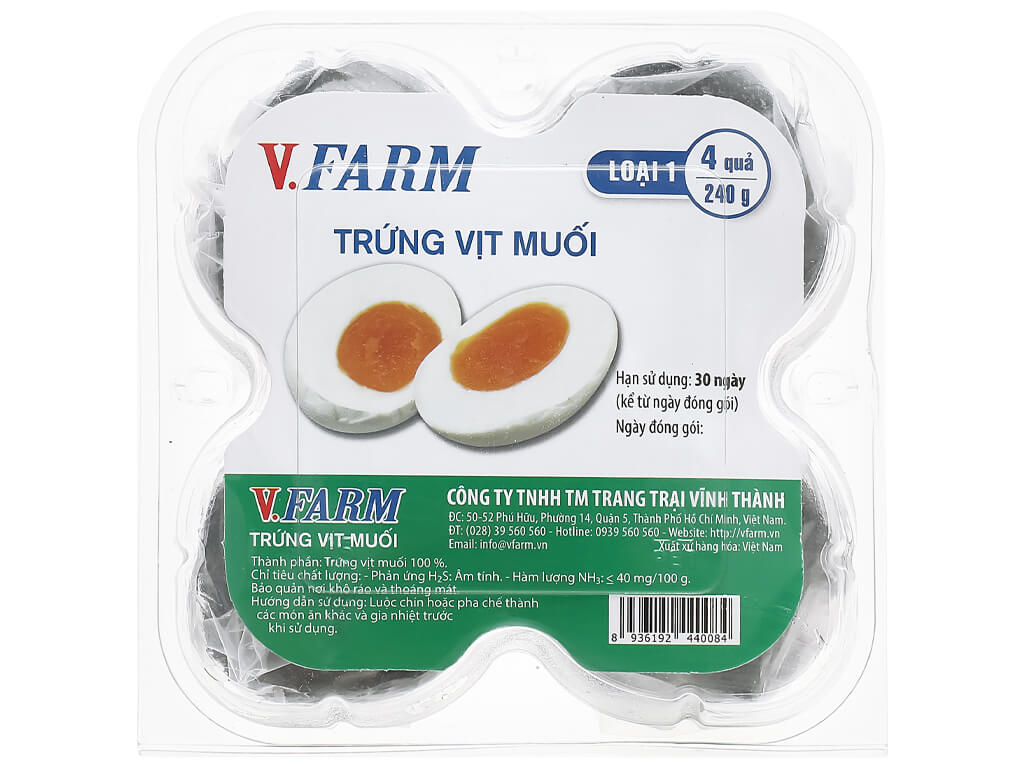 V.FARM
LOẠI 1
4 quả
240 g
TRỨNG VỊT MUỐI
Hạn sử dụng: 30 ngày
(kể từ ngày đóng gói)
Ngày đóng gói:
V.FARM
TRỨNG VỊT MUỐI
CÔNG TY TNHH TM TRANG TRẠI VĨNH THÀNH
ĐC: 50-52 Phú Hữu, Phường 14, Quận 5, Thành Phố Hồ Chí Minh, Việt Nam.
ĐT: (028) 39 560 560 - Hotline: 0939 560 560 - Website: http://vfarm.vn
Email: info@vfarm.vn
Xuất xứ hàng hóa: Việt Nam
Thành phần: Trứng vịt muối 100 %.
Chỉ tiêu chất lượng: - Phản ứng H₂S: Âm tính. - Hàm lượng NH₃: ≤ 40 mg/100 g.
Bảo quản nơi khô ráo và thoáng mát.
Hướng dẫn sử dụng: Luộc chín hoặc pha chế thành
các món ăn khác và gia nhiệt trước
khi sử dụng.
8 936192 440084